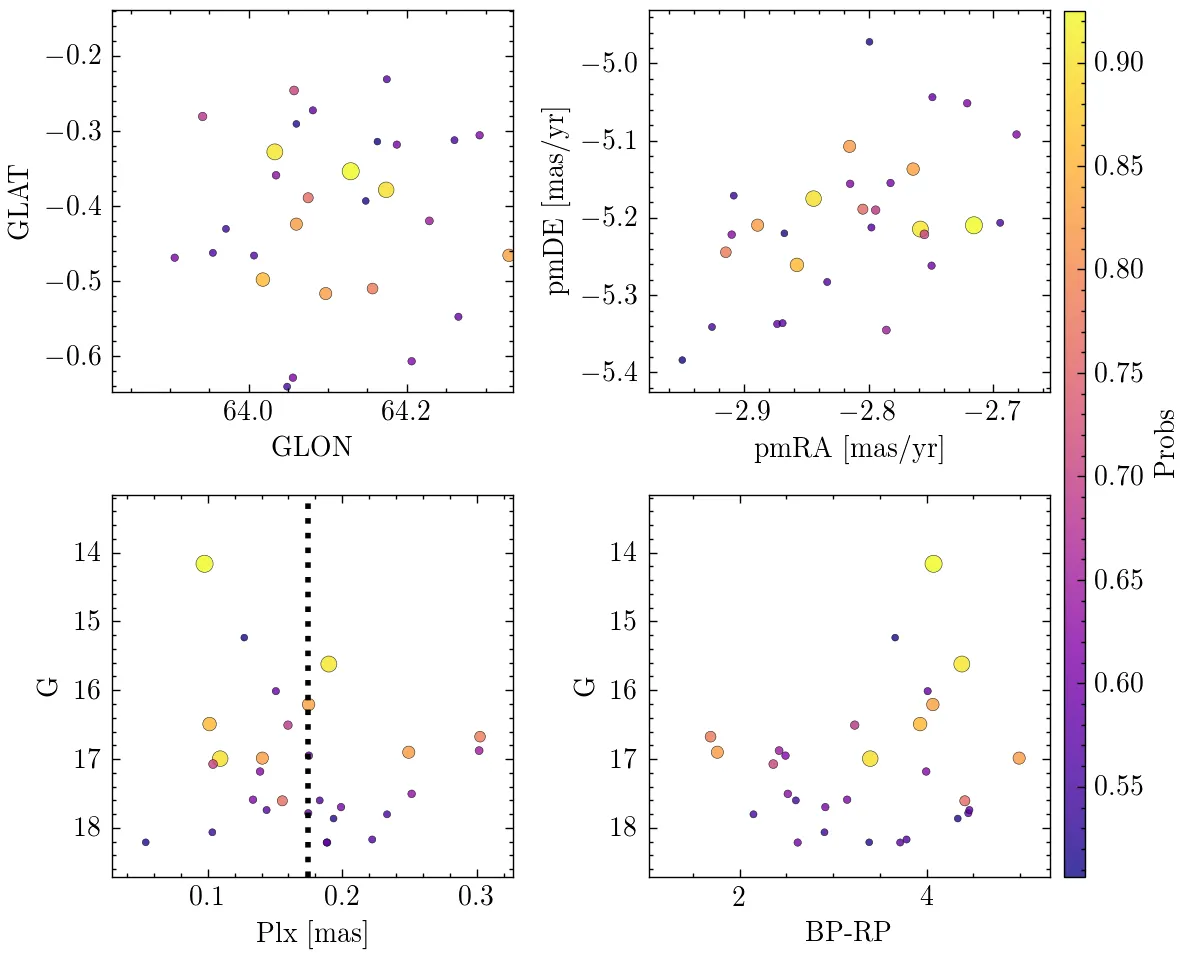 −0.2
−0.3
−0.4
−0.5
−0.6
GLAT
64.0 64.2
GLON
−5.0
−5.1
−5.2
−5.3
−5.4
pmDE [mas/yr]
−2.9 −2.8 −2.7
pmRA [mas/yr]
14
15
16
17
18
G
0.1 0.2 0.3
Plx [mas]
14
15
16
17
18
G
2 4
BP-RP
0.90
0.85
0.80
0.75
0.70
0.65
0.60
0.55
Probs